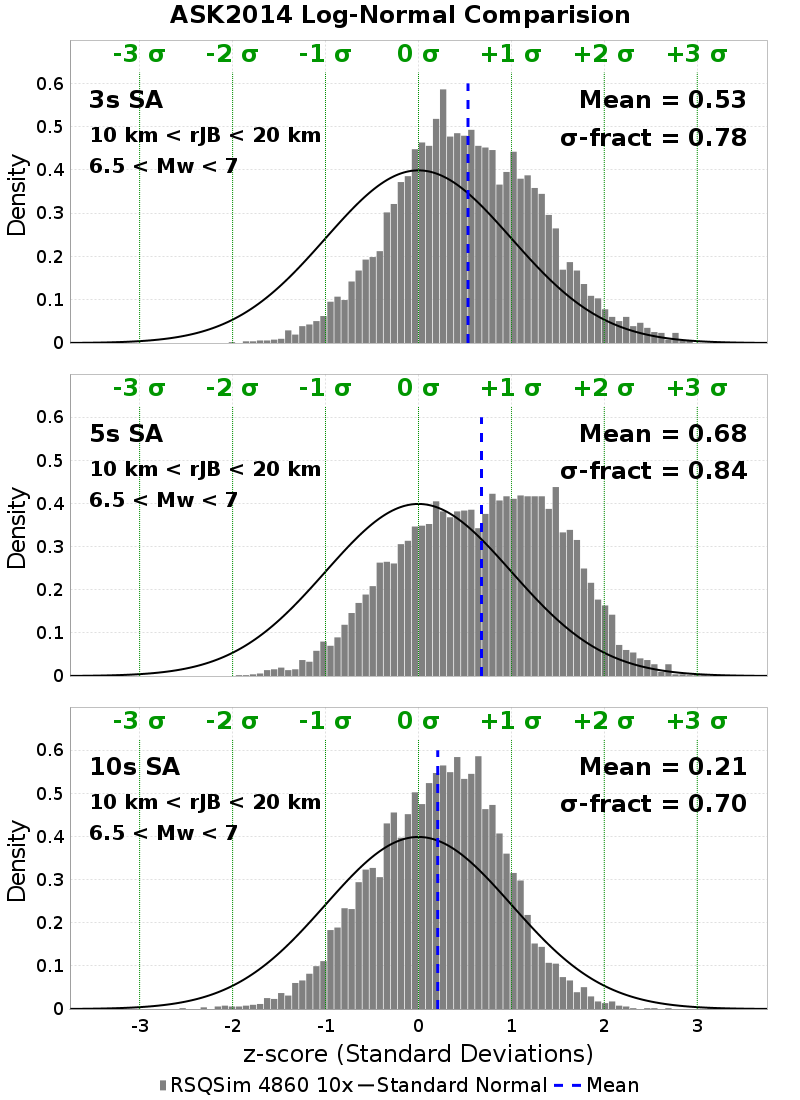 ASK2014 Log-Normal Comparision
-3 σ -2 σ -1 σ 0 σ +1 σ +2 σ +3 σ
3s SA
10 km < rJB < 20 km
6.5 < Mw < 7
Mean = 0.53
σ-fract = 0.78
0.6
0.5
0.4
0.3
0.2
0.1
0
Density
-3 σ -2 σ -1 σ 0 σ +1 σ +2 σ +3 σ
5s SA
10 km < rJB < 20 km
6.5 < Mw < 7
Mean = 0.68
σ-fract = 0.84
0.6
0.5
0.4
0.3
0.2
0.1
0
Density
-3 σ -2 σ -1 σ 0 σ +1 σ +2 σ +3 σ
10s SA
10 km < rJB < 20 km
6.5 < Mw < 7
Mean = 0.21
σ-fract = 0.70
0.6
0.5
0.4
0.3
0.2
0.1
0
Density
-3 -2 -1 0 1 2 3
z-score (Standard Deviations)
RSQSim 4860 10x Standard Normal Mean